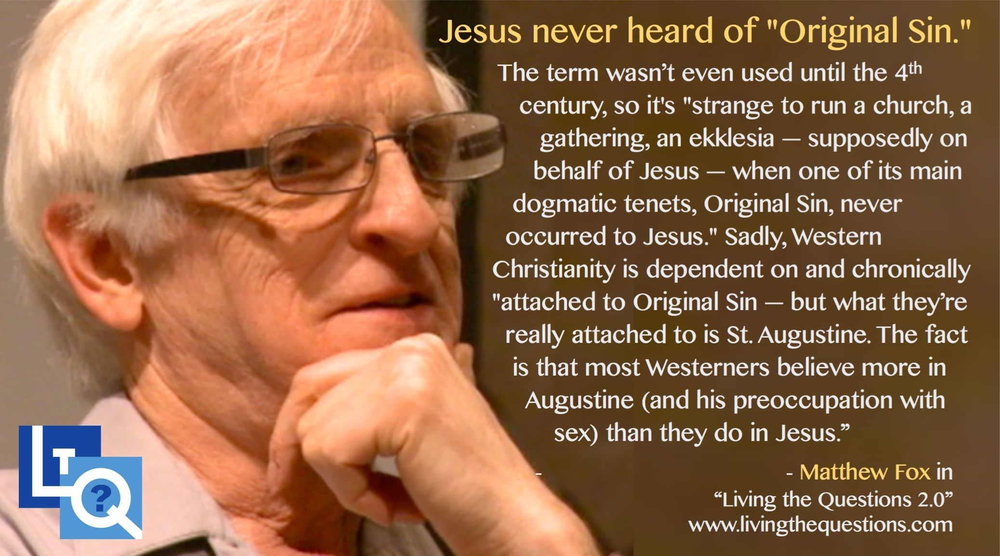 Jesus never heard of "Original Sin."
The term wasn’t even used until the 4th
century, so it's "strange to run a church, a
gathering, an ekklesia — supposedly on
behalf of Jesus — when one of its main
dogmatic tenets, Original Sin, never
occurred to Jesus." Sadly, Western
Christianity is dependent on and chronically
"attached to Original Sin — but what they’re
really attached to is St. Augustine. The fact
is that most Westerners believe more in
Augustine (and his preoccupation with
sex) than they do in Jesus.”
- - Matthew Fox in
“Living the Questions 2.0”
www.livingthequestions.com
LTQ?